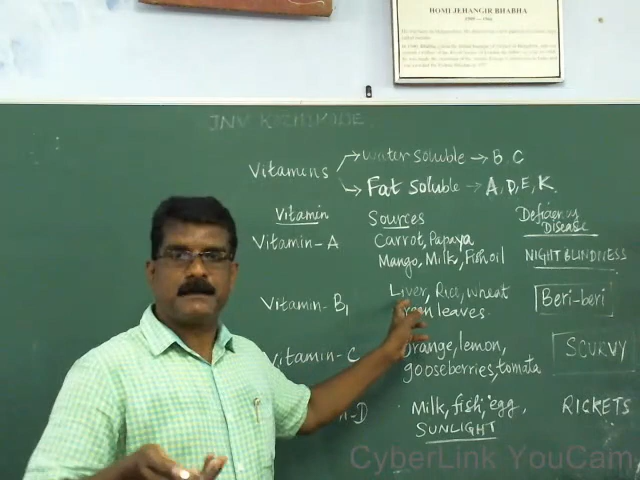 HOMI JEHANGIR BHABHA
JNV KOZHIKODE
Vitamins → Water Soluble → B, C
→ Fat Soluble → A, D, E, K.
Vitamin Sources Deficiency Disease
Vitamin - A Carrot, Papaya
Mango, Milk, Fish oil NIGHT BLINDNESS
Vitamin - B1 Liver, Rice, wheat Beri-beri
reen leaves.
Vitamin - C Orange, lemon, SCURVY
gooseberries, tomata
-D Milk, fish, egg, RICKETS
SUNLIGHT
CyberLink YouCam